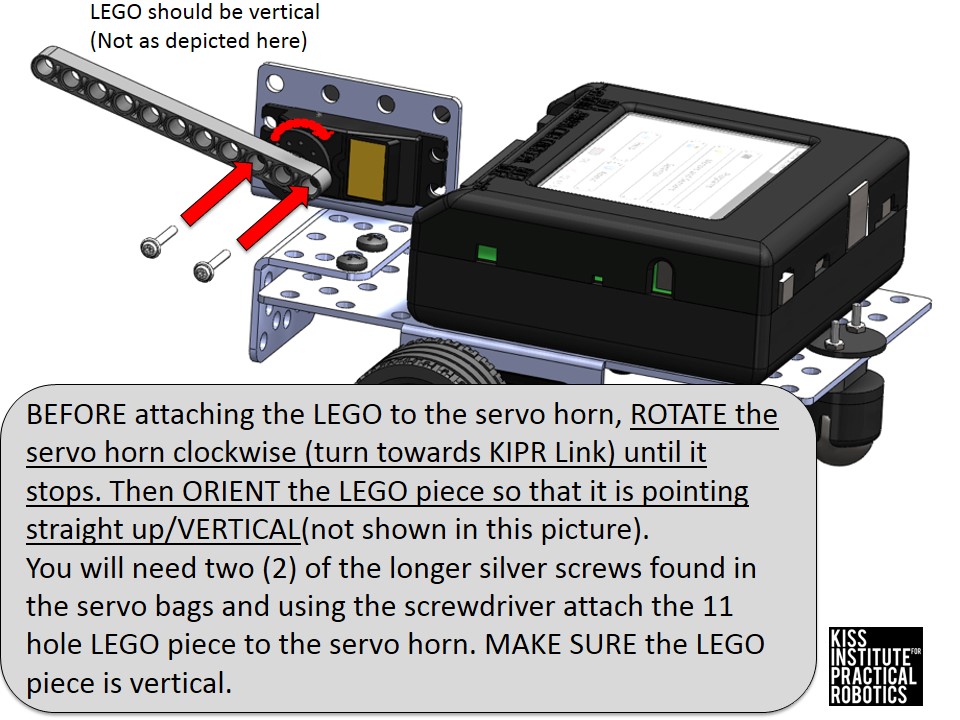 LEGO should be vertical
(Not as depicted here)
BEFORE attaching the LEGO to the servo horn, ROTATE the
servo horn clockwise (turn towards KIPR Link) until it
stops. Then ORIENT the LEGO piece so that it is pointing
straight up/VERTICAL(not shown in this picture).
You will need two (2) of the longer silver screws found in
the servo bags and using the screwdriver attach the 11
hole LEGO piece to the servo horn. MAKE SURE the LEGO
piece is vertical.
KISS
INSTITUTE FOR
PRACTICAL
ROBOTICS